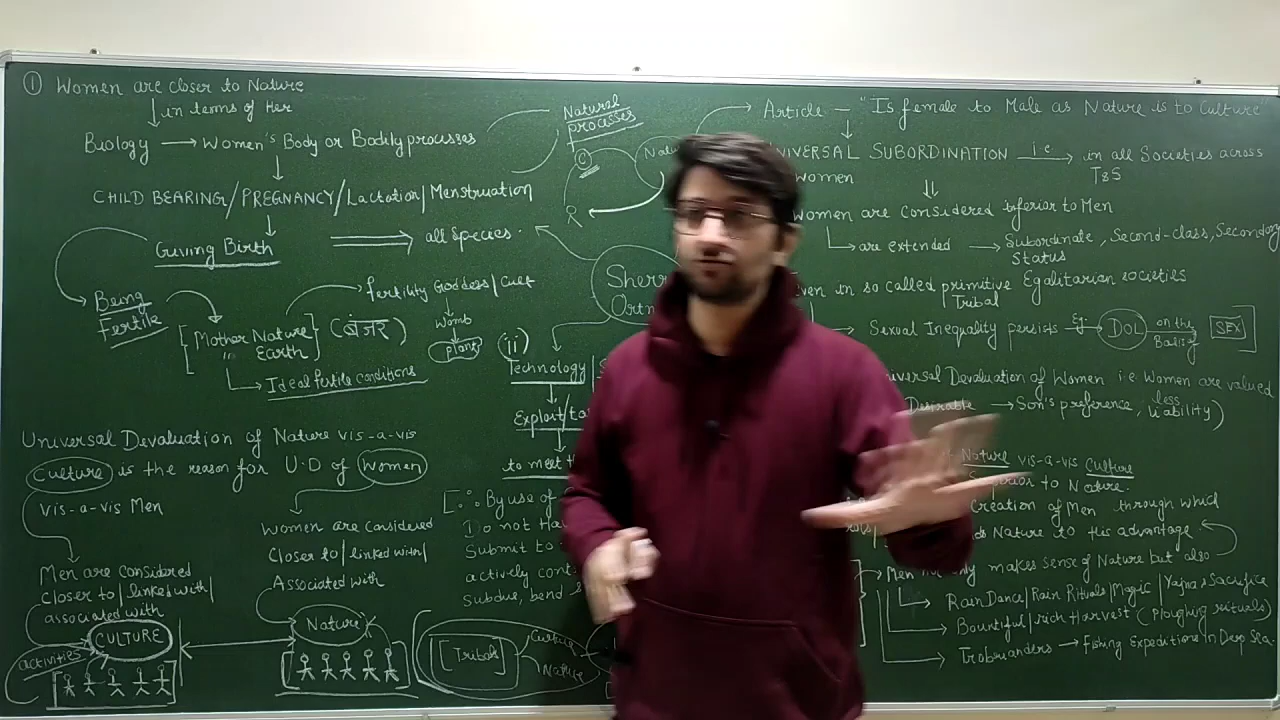 ① Women are closer to Nature
in terms of Her
Biology → Women's Body or Bodily processes
CHILD BEARING/PREGNANCY/Lactation/Menstruation
Giving Birth ⇒ all Species.
Being
Fertile
[Mother Nature] (बंजर)
Earth
fertility Goddess/Cult
womb
plant
Ideal fertile conditions
Universal Devaluation of Nature vis-a-vis
Culture is the reason for U.D of Women
vis-a-vis Men
Men are Considered
Closer to/linked with/
associated with
CULTURE
activities
Women are Considered
Closer to/linked with/
Associated with
Nature
Natural
processes
C
R
Sher
Ortn
(ii)
Technology/S
Exploit/ta
to meet t
[∵ By use of
Do not Ha
Submit to
actively cont
subdue, bend
[Tribals]
Culture
Nature
Article — "Is female to Male as Nature is to Culture"
UNIVERSAL SUBORDINATION i.e. → in all Societies across
T&S
Women
Women are Considered inferior to Men
are extended → Subordinate, Second-class, Secondary
Status
Even in so called primitive Egalitarian societies
Tribal
Sexual Inequality persists Eg: DOL on the Basis of SEX
Universal Devaluation of Women i.e Women are valued
less
Desirable → Son's preference, liability)
Nature vis-a-vis Culture
Superior to Nature.
Creation of Men through which
ds Nature to his advantage
Men not only makes sense of Nature but also
Rain Dance/Rain Rituals/Magic/Yajna's Sacrifice
Bountiful/rich Harvest (Ploughing rituals)
Trobrianders → Fishing Expeditions In Deep Sea